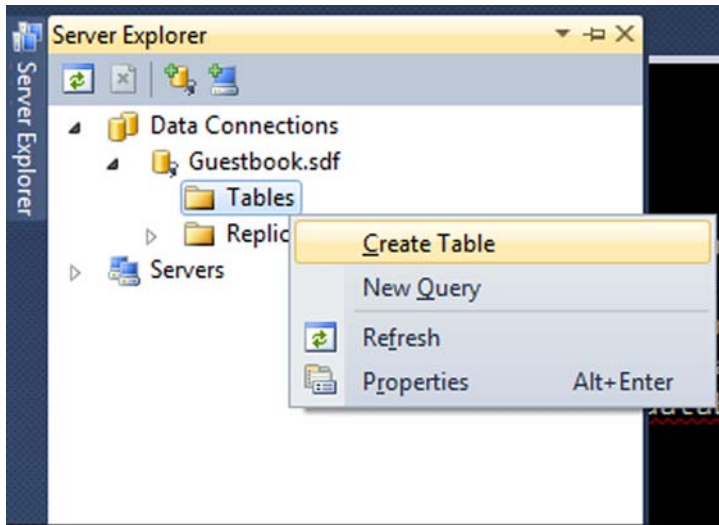 Server Explorer
Server Explorer
Data Connections
Guestbook.sdf
Tables
Replic
Servers
Create Table
New Query
Refresh
Properties Alt+Enter